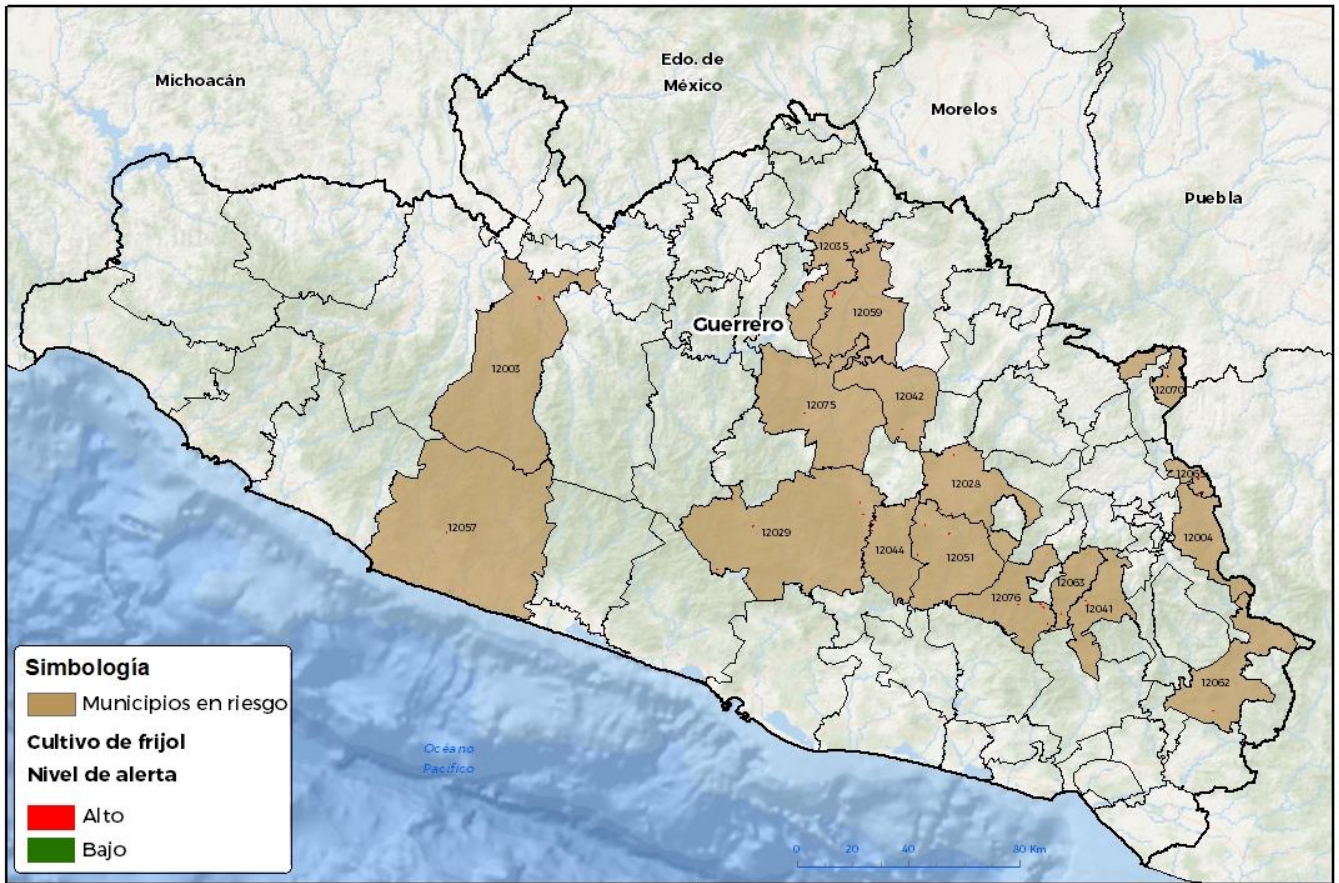 Michoacán
Edo. de
México
Morelos
Puebla
Guerrero
12035
12059
12003
12070
12075
12042
12028
12057
12029
12044
12051
12004
12076
12063
12041
12062
Océano
Pacífico
Simbología
Municipios en riesgo
Cultivo de frijol
Nivel de alerta
Alto
Bajo
0 20 40 80 Km